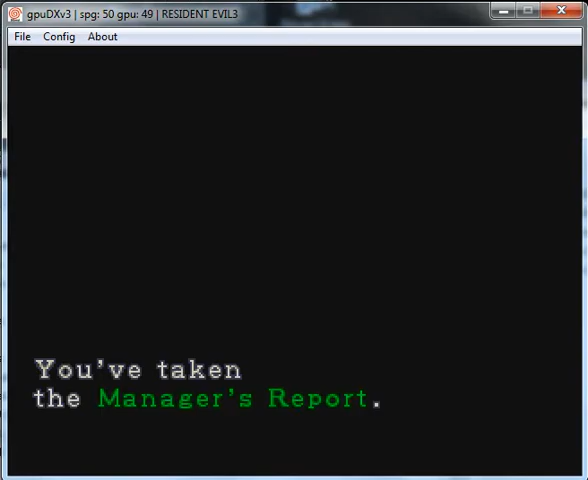 gpuDXv3 | spg: 50 gpu: 49 | RESIDENT EVIL3
File Config About
You've taken
the Manager's Report.